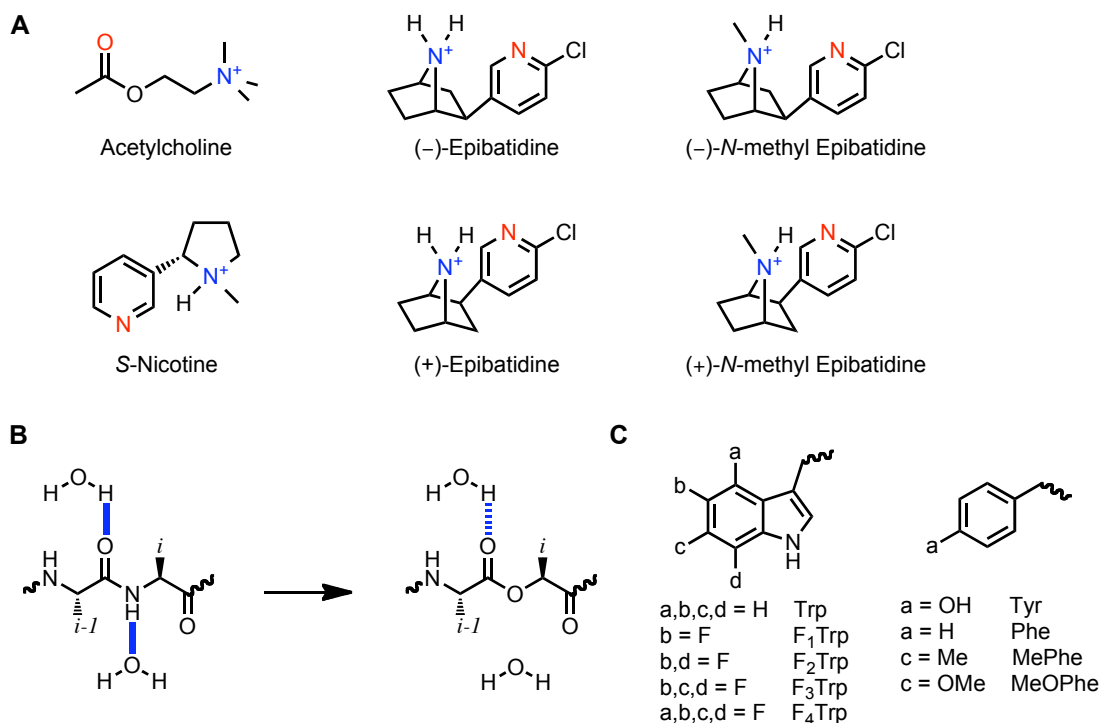 A
O
O
N+
Acetylcholine
H
H
N+
N
Cl
(−)-Epibatidine
H
N+
N
Cl
(−)-N-methyl Epibatidine
N
N+
H
S-Nicotine
H
H
N+
N
Cl
(+)-Epibatidine
H
N+
N
Cl
(+)-N-methyl Epibatidine
B
H O H
O i
H N N
H
i-1 O
H O H
H O H
O i
H N O
i-1 O
H O H
C
a
b
c
d
N
H
a,b,c,d = H Trp
b = F F1Trp
b,d = F F2Trp
b,c,d = F F3Trp
a,b,c,d = F F4Trp
a
a = OH Tyr
a = H Phe
c = Me MePhe
c = OMe MeOPhe